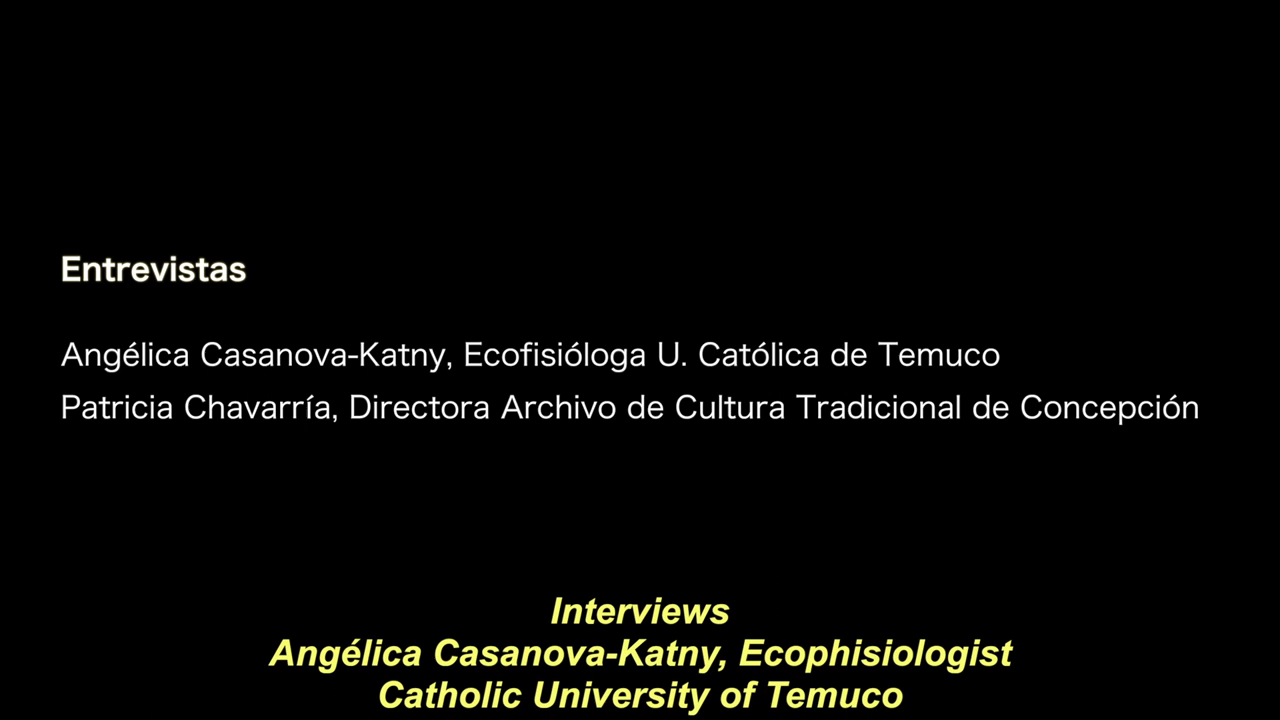 Entrevistas
Angélica Casanova-Katny, Ecofisióloga U. Católica de Temuco
Patricia Chavarría, Directora Archivo de Cultura Tradicional de Concepción
Interviews
Angélica Casanova-Katny, Ecophisiologist
Catholic University of Temuco